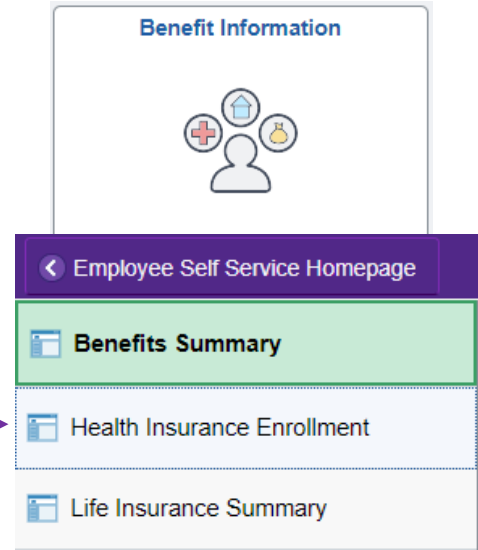 Benefit Information
Employee Self Service Homepage
Benefits Summary
Health Insurance Enrollment
Life Insurance Summary